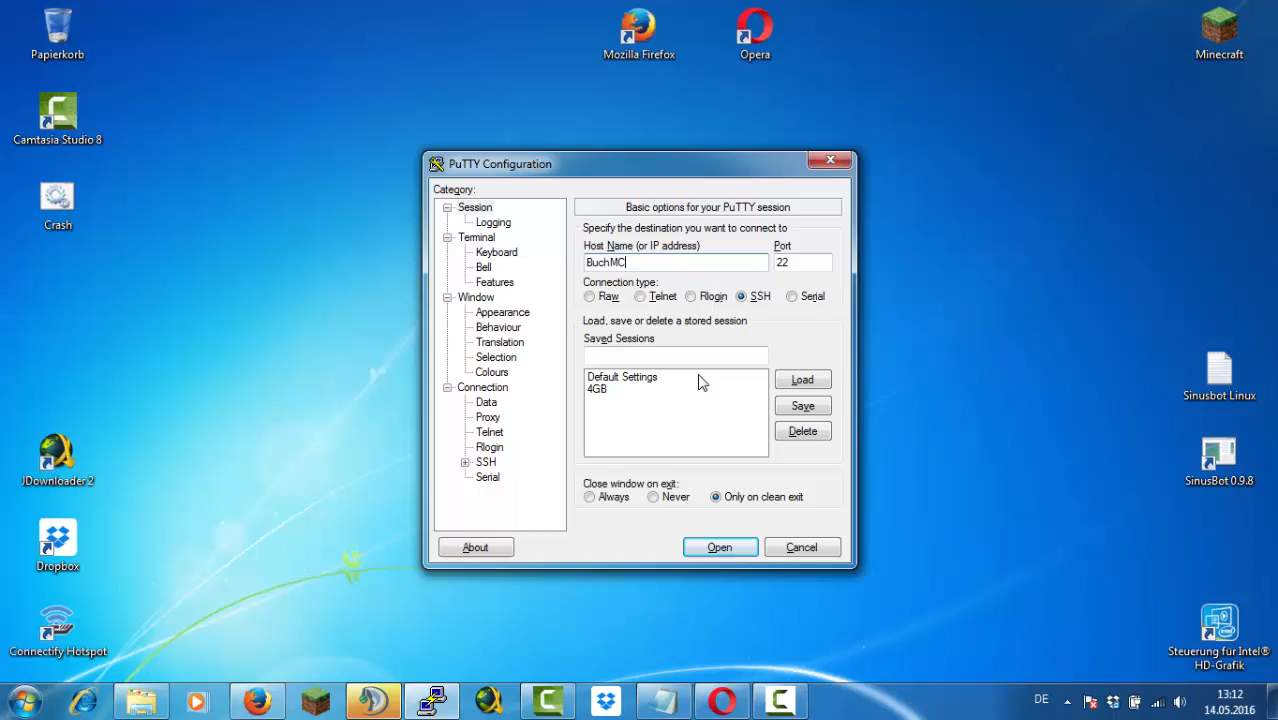 Papierkorb
Mozilla Firefox
Opera
Minecraft
Camtasia Studio 8
Crash
JDownloader 2
Dropbox
Connectify Hotspot
Sinusbot Linux
SinusBot 0.9.8
Steuerung für Intel®
HD-Grafik
PuTTY Configuration
Category:
Session
Logging
Terminal
Keyboard
Bell
Features
Window
Appearance
Behaviour
Translation
Selection
Colours
Connection
Data
Proxy
Telnet
Rlogin
SSH
Serial
Basic options for your PuTTY session
Specify the destination you want to connect to
Host Name (or IP address) Port
BuchMC 22
Connection type:
Raw Telnet Rlogin SSH Serial
Load, save or delete a stored session
Saved Sessions
Default Settings
4GB
Load
Save
Delete
Close window on exit:
Always Never Only on clean exit
About Open Cancel
DE
13:12
14.05.2016